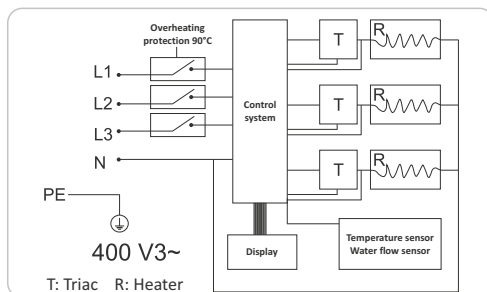 Overheating
protection 90°C
L1
L2
L3
N
PE
400 V3~
T: Triac R: Heater
Control
system
Display
T
R
T
R
T
R
Temperature sensor
Water flow sensor